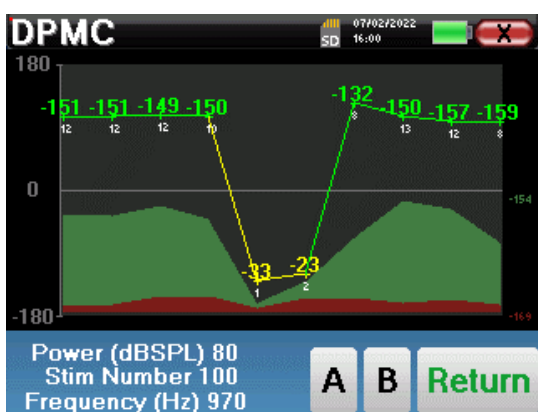 DPMC
SD
07/02/2022
16:00
X
180
-151 -151 -149 -150 -132 -150 -157 -159
12 12 12 10 8 13 12 8
0
-154
-33 -23
1 2
-180
-169
Power (dBSPL) 80
Stim Number 100
Frequency (Hz) 970
A B Return